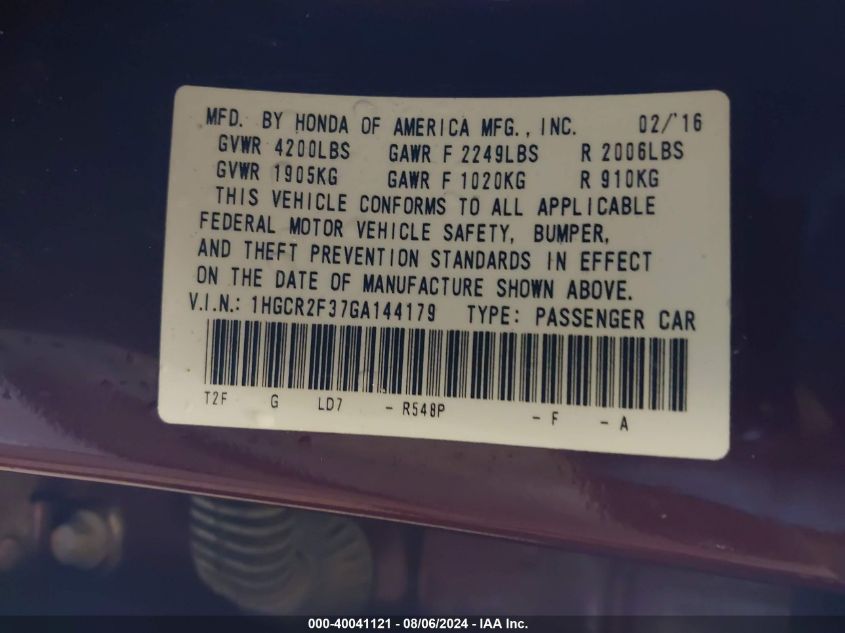 MFD. BY HONDA OF AMERICA MFG., INC. 02/'16
GVWR 4200LBS GAWR F 2249LBS R 2006LBS
GVWR 1905KG GAWR F 1020KG R 910KG
THIS VEHICLE CONFORMS TO ALL APPLICABLE
FEDERAL MOTOR VEHICLE SAFETY, BUMPER,
AND THEFT PREVENTION STANDARDS IN EFFECT
ON THE DATE OF MANUFACTURE SHOWN ABOVE.
V.I.N.: 1HGCR2F37GA144179 TYPE: PASSENGER CAR
T2F G LD7 - R548P - F - A
000-40041121 - 08/06/2024 - IAA Inc.